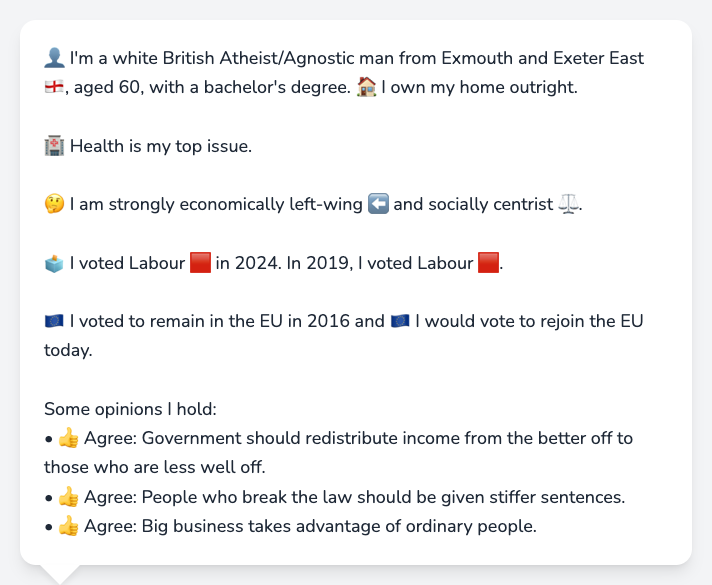 👤 I'm a white British Atheist/Agnostic man from Exmouth and Exeter East
🏴󠁧󠁢󠁥󠁮󠁧󠁿, aged 60, with a bachelor's degree. 🏠 I own my home outright.
🏥 Health is my top issue.
🤔 I am strongly economically left-wing ⬅️ and socially centrist ⚖️.
🗳️ I voted Labour 🟥 in 2024. In 2019, I voted Labour 🟥.
🇪🇺 I voted to remain in the EU in 2016 and 🇪🇺 I would vote to rejoin the EU
today.
Some opinions I hold:
• 👍 Agree: Government should redistribute income from the better off to
those who are less well off.
• 👍 Agree: People who break the law should be given stiffer sentences.
• 👍 Agree: Big business takes advantage of ordinary people.